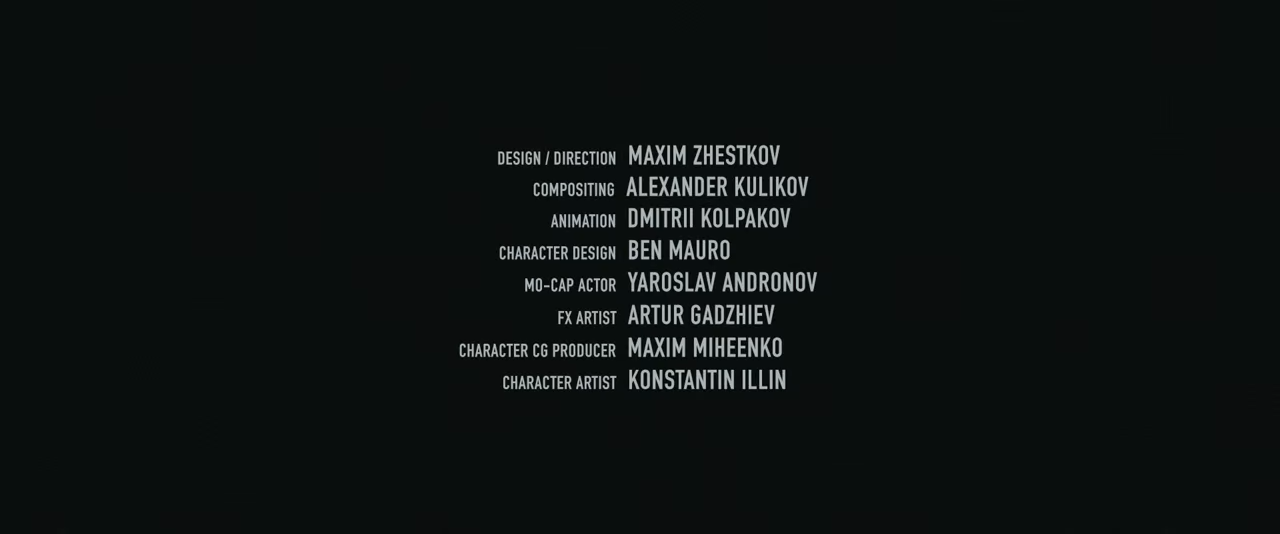 DESIGN / DIRECTION MAXIM ZHESTKOV
COMPOSITING ALEXANDER KULIKOV
ANIMATION DMITRII KOLPAKOV
CHARACTER DESIGN BEN MAURO
MO-CAP ACTOR YAROSLAV ANDRONOV
FX ARTIST ARTUR GADZHIEV
CHARACTER CG PRODUCER MAXIM MIHEENKO
CHARACTER ARTIST KONSTANTIN ILLIN